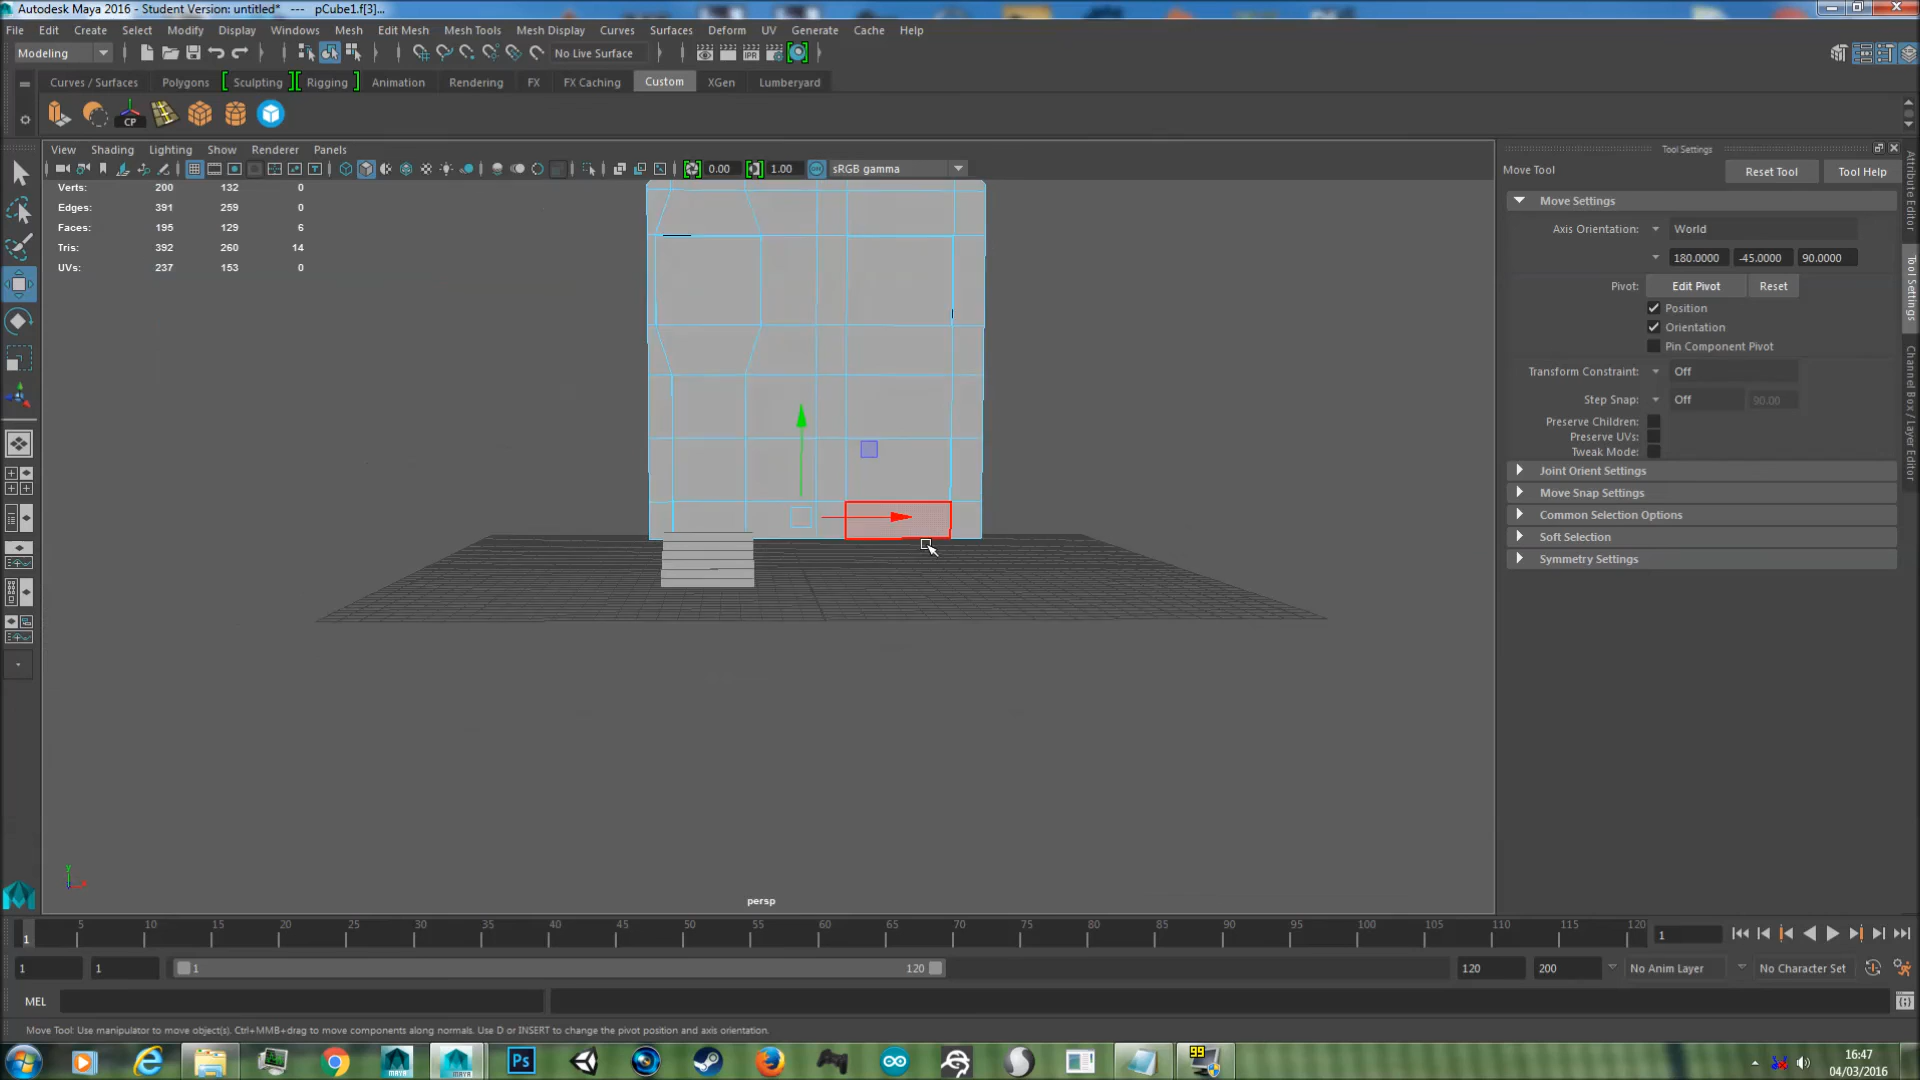 Autodesk Maya 2016 - Student Version: untitled* --- pCube1.f[3]...
File Edit Create Select Modify Display Windows Mesh Edit Mesh Mesh Tools Mesh Display Curves Surfaces Deform UV Generate Cache Help
Modeling No Live Surface
Curves / Surfaces Polygons Sculpting Rigging Animation Rendering FX FX Caching Custom XGen Lumberyard
CP
View Shading Lighting Show Renderer Panels
0.00 1.00 sRGB gamma
Verts: 200 132 0
Edges: 391 259 0
Faces: 195 129 6
Tris: 392 260 14
UVs: 237 153 0
persp
Tool Settings
Move Tool Reset Tool Tool Help
Move Settings
Axis Orientation: World
180.0000 -45.0000 90.0000
Pivot: Edit Pivot Reset
Position
Orientation
Pin Component Pivot
Transform Constraint: Off
Step Snap: Off 90.00
Preserve Children:
Preserve UVs:
Tweak Mode:
Joint Orient Settings
Move Snap Settings
Common Selection Options
Soft Selection
Symmetry Settings
Attribute Editor
Tool Settings
Channel Box / Layer Editor
5 10 15 20 25 30 35 40 45 50 55 60 65 70 75 80 85 90 95 100 105 110 115 120
1 1
1 1 1 120 120 200 No Anim Layer No Character Set
MEL
Move Tool: Use manipulator to move object(s). Ctrl+MMB+drag to move components along normals. Use D or INSERT to change the pivot position and axis orientation.
MAYA MAYA Ps 99
16:47
04/03/2016